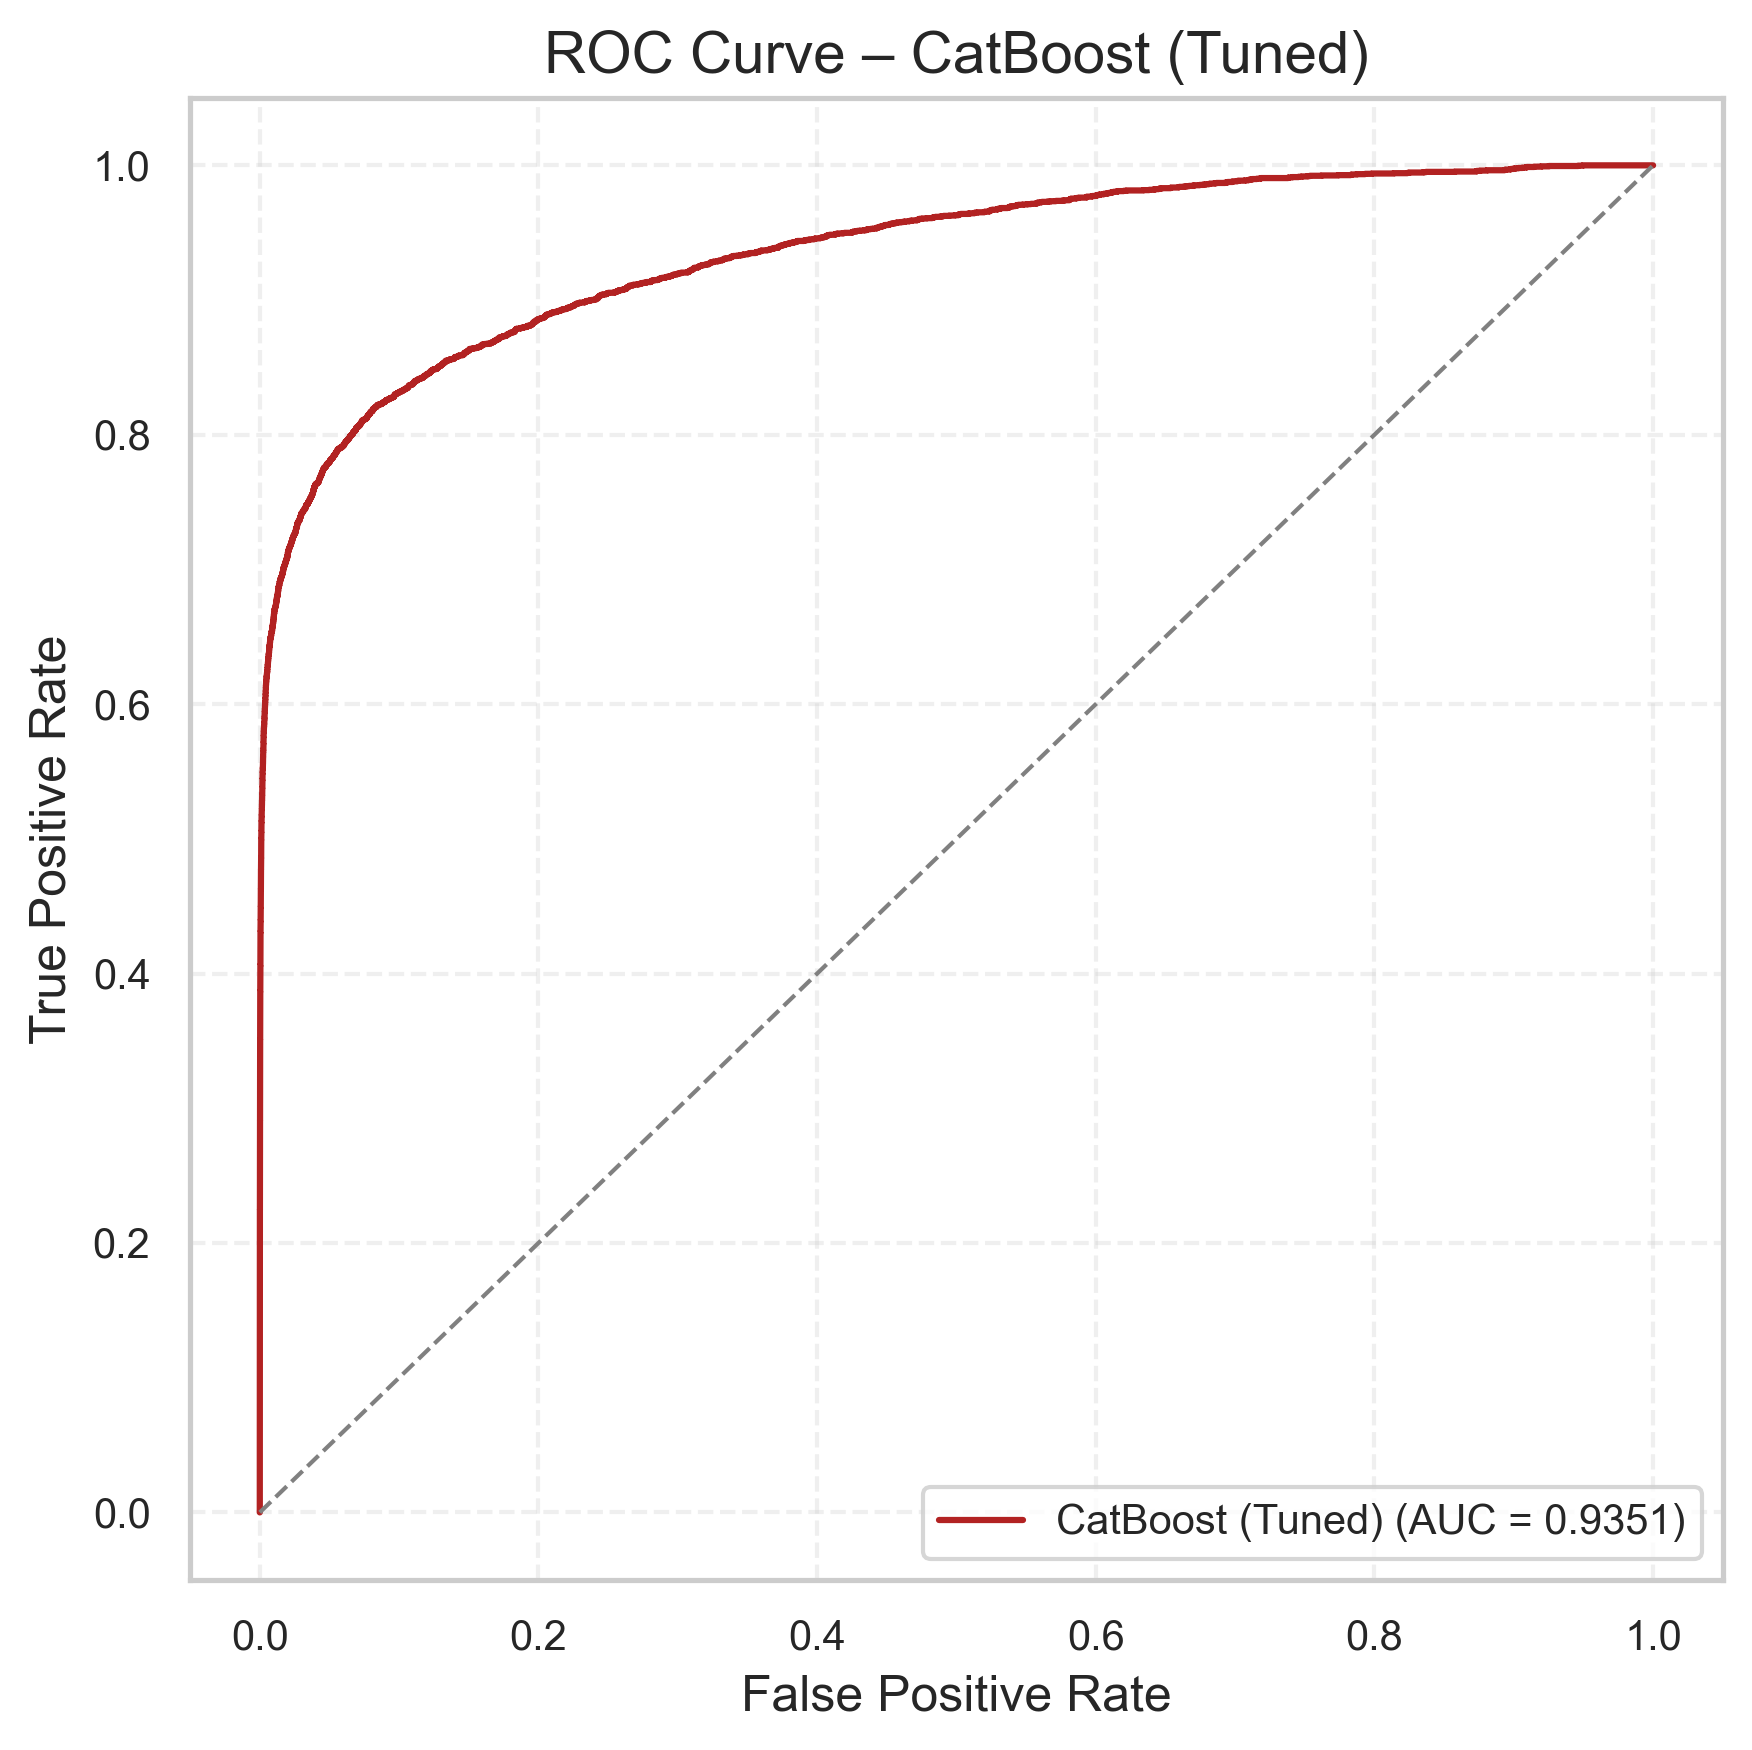 ROC Curve – CatBoost (Tuned)
True Positive Rate
1.0
0.8
0.6
0.4
0.2
0.0
CatBoost (Tuned) (AUC = 0.9351)
0.0 0.2 0.4 0.6 0.8 1.0
False Positive Rate